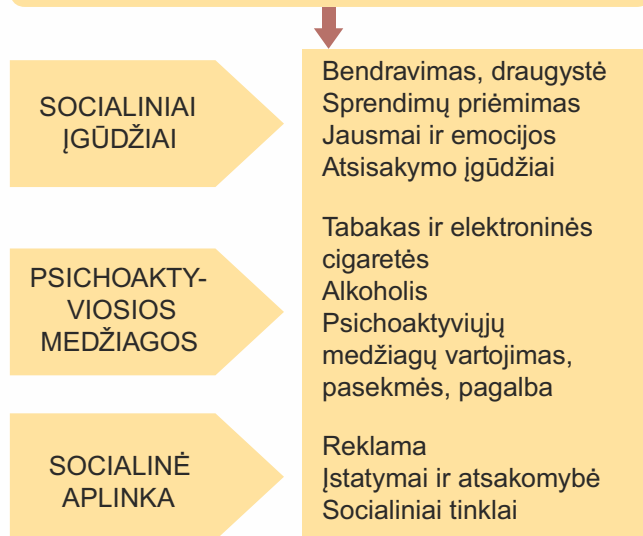 SOCIALINIAI
ĮGŪDŽIAI
Bendravimas, draugystė
Sprendimų priėmimas
Jausmai ir emocijos
Atsisakymo įgūdžiai
PSICHOAKTY-
VIOSIOS
MEDŽIAGOS
Tabakas ir elektroninės
cigaretės
Alkoholis
Psichoaktyviųjų
medžiagų vartojimas,
pasekmės, pagalba
SOCIALINĖ
APLINKA
Reklama
Įstatymai ir atsakomybė
Socialiniai tinklai